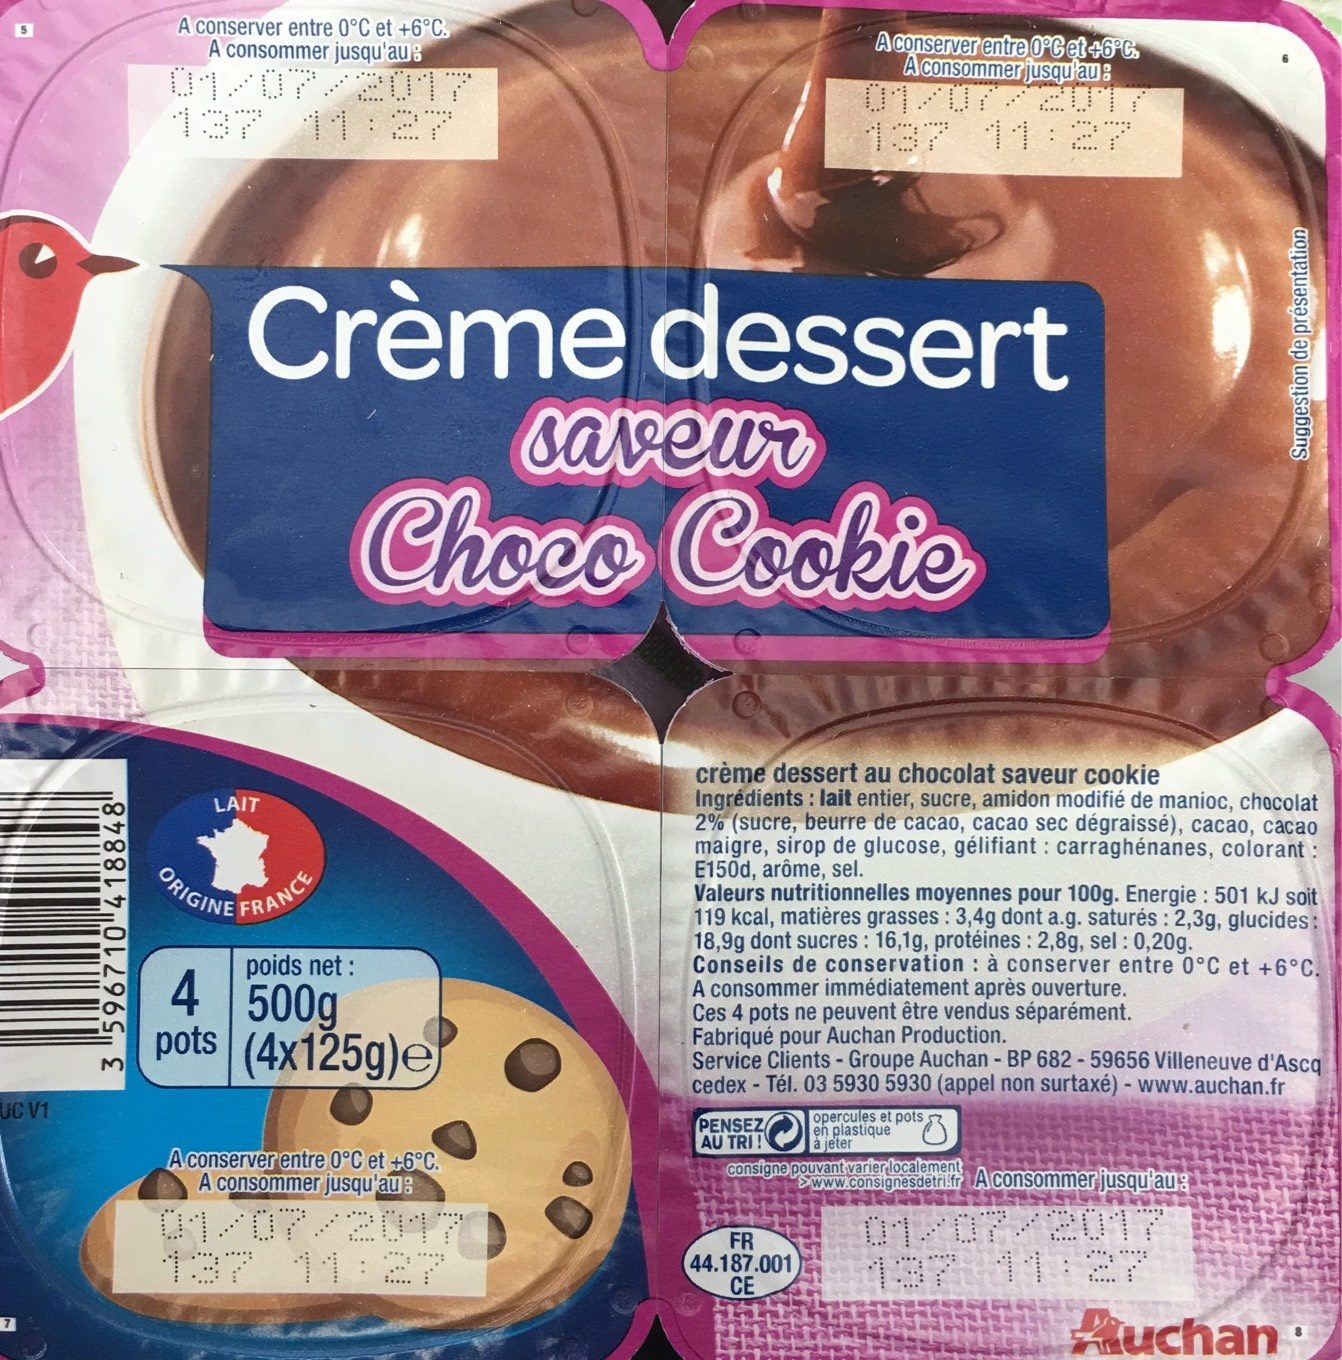 5
A conserver entre 0°C et +6°C.
A consommer jusqu'au :
01/07/2017
137 11:27
A conserver entre 0°C et +6°C.
A consommer jusqu'au :
01/07/2017
137 11:27
6
Suggestion de présentation
Crème dessert
saveur
Choco Cookie
LAIT
ORIGINE FRANCE
3 596710 418848
4
pots
poids net :
500g
(4x125g)e
UC V1
A conserver entre 0°C et +6°C.
A consommer jusqu'au :
01/07/2017
137 11:27
7
crème dessert au chocolat saveur cookie
Ingrédients : lait entier, sucre, amidon modifié de manioc, chocolat
2% (sucre, beurre de cacao, cacao sec dégraissé), cacao, cacao
maigre, sirop de glucose, gélifiant : carraghénanes, colorant :
E150d, arôme, sel.
Valeurs nutritionnelles moyennes pour 100g. Energie : 501 kJ soit
119 kcal, matières grasses : 3,4g dont a.g. saturés : 2,3g, glucides :
18,9g dont sucres : 16,1g, protéines : 2,8g, sel : 0,20g.
Conseils de conservation : à conserver entre 0°C et +6°C.
A consommer immédiatement après ouverture.
Ces 4 pots ne peuvent être vendus séparément.
Fabriqué pour Auchan Production.
Service Clients - Groupe Auchan - BP 682 - 59656 Villeneuve d'Ascq
cedex - Tél. 03 5930 5930 (appel non surtaxé) - www.auchan.fr
PENSEZ
AU TRI !
opercules et pots
en plastique
à jeter
consigne pouvant varier localement
> www.consignesdetri.fr
A consommer jusqu'au :
01/07/2017
137 11:27
FR
44.187.001
CE
Auchan
8